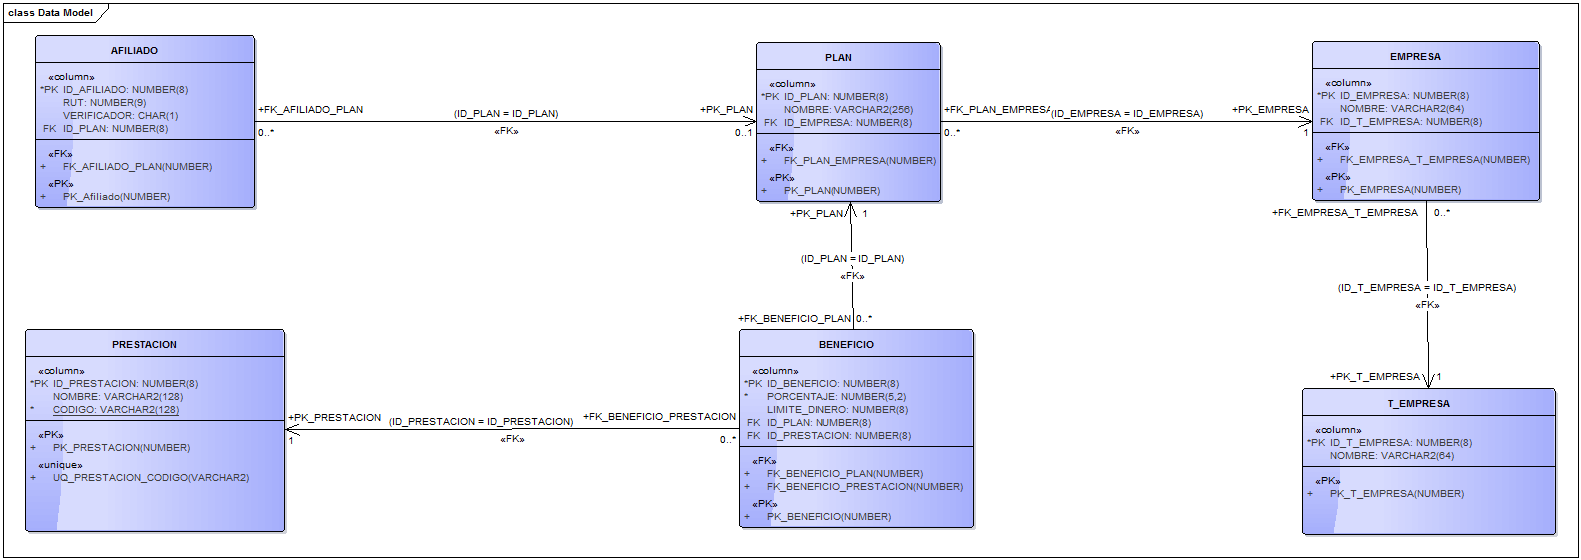 class Data Model
AFILIADO
«column»
*PK ID_AFILIADO: NUMBER(8)
RUT: NUMBER(9)
VERIFICADOR: CHAR(1)
FK ID_PLAN: NUMBER(8)
«FK»
+ FK_AFILIADO_PLAN(NUMBER)
«PK»
+ PK_Afiliado(NUMBER)
+FK_AFILIADO_PLAN
0..*
(ID_PLAN = ID_PLAN)
«FK»
+PK_PLAN
0..1
PLAN
«column»
*PK ID_PLAN: NUMBER(8)
NOMBRE: VARCHAR2(256)
FK ID_EMPRESA: NUMBER(8)
«FK»
+ FK_PLAN_EMPRESA(NUMBER)
«PK»
+ PK_PLAN(NUMBER)
+FK_PLAN_EMPRESA
0..*
(ID_EMPRESA = ID_EMPRESA)
«FK»
+PK_EMPRESA
1
EMPRESA
«column»
*PK ID_EMPRESA: NUMBER(8)
NOMBRE: VARCHAR2(64)
FK ID_T_EMPRESA: NUMBER(8)
«FK»
+ FK_EMPRESA_T_EMPRESA(NUMBER)
«PK»
+ PK_EMPRESA(NUMBER)
+FK_EMPRESA_T_EMPRESA 0..*
(ID_T_EMPRESA = ID_T_EMPRESA)
«FK»
+PK_T_EMPRESA 1
+PK_PLAN 1
(ID_PLAN = ID_PLAN)
«FK»
+FK_BENEFICIO_PLAN 0..*
PRESTACION
«column»
*PK ID_PRESTACION: NUMBER(8)
NOMBRE: VARCHAR2(128)
* CODIGO: VARCHAR2(128)
«PK»
+ PK_PRESTACION(NUMBER)
«unique»
+ UQ_PRESTACION_CODIGO(VARCHAR2)
+PK_PRESTACION
1
(ID_PRESTACION = ID_PRESTACION)
«FK»
+FK_BENEFICIO_PRESTACION
0..*
BENEFICIO
«column»
*PK ID_BENEFICIO: NUMBER(8)
* PORCENTAJE: NUMBER(5,2)
LIMITE_DINERO: NUMBER(8)
FK ID_PLAN: NUMBER(8)
FK ID_PRESTACION: NUMBER(8)
«FK»
+ FK_BENEFICIO_PLAN(NUMBER)
+ FK_BENEFICIO_PRESTACION(NUMBER)
«PK»
+ PK_BENEFICIO(NUMBER)
T_EMPRESA
«column»
*PK ID_T_EMPRESA: NUMBER(8)
NOMBRE: VARCHAR2(64)
«PK»
+ PK_T_EMPRESA(NUMBER)